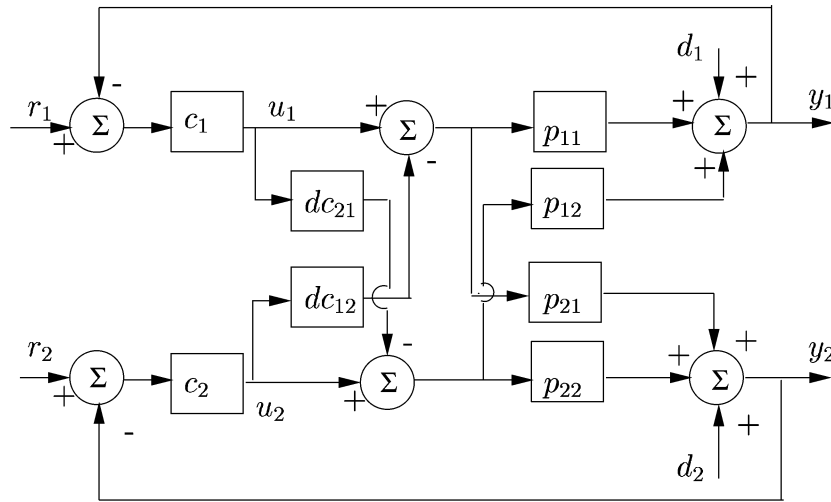 d₁
- +
r₁ c₁ u₁ + + y₁
Σ Σ p₁₁ Σ
+ - +
dc₂₁ p₁₂
dc₁₂ p₂₁
r₂ - + + y₂
Σ c₂ Σ p₂₂ Σ
+ u₂ +
- +
d₂